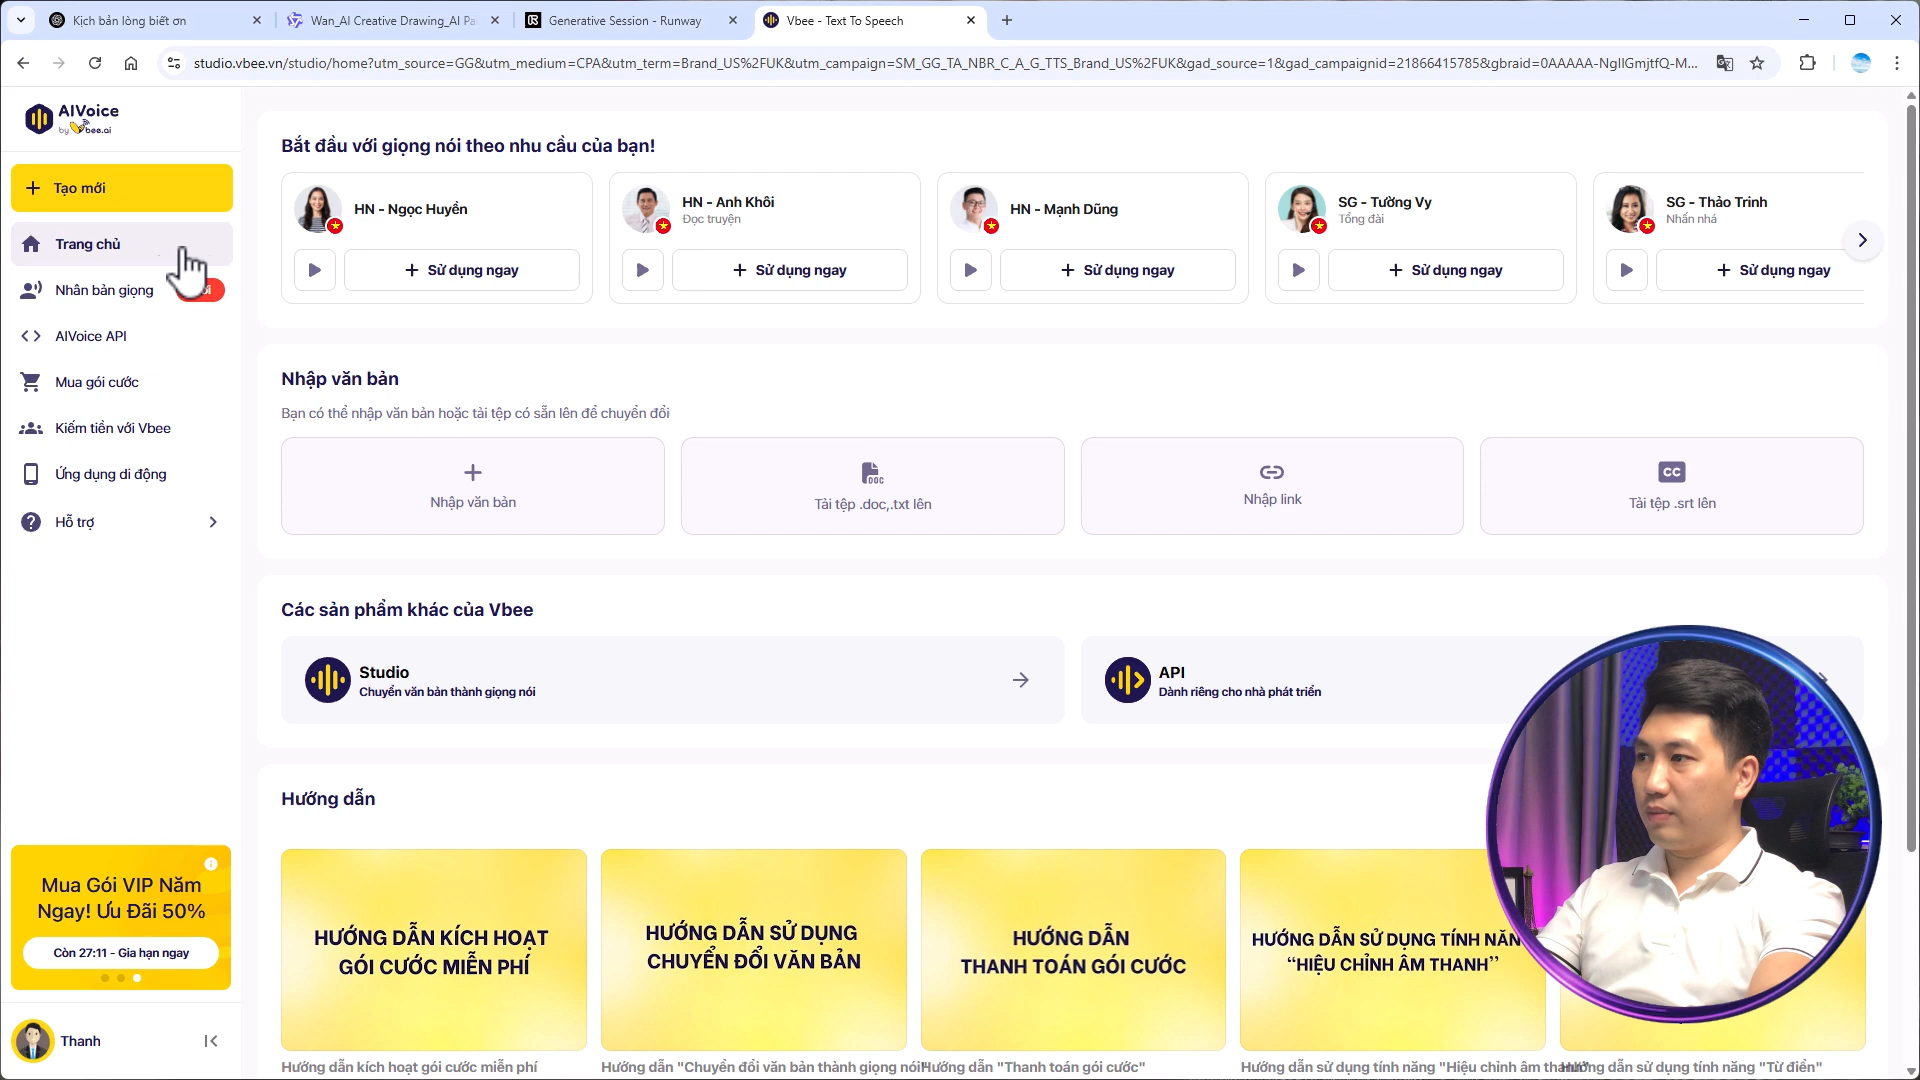 Kịch bản lòng biết ơn
Wan_AI Creative Drawing_AI Pa
Generative Session - Runway
Vbee - Text To Speech
studio.vbee.vn/studio/home?utm_source=GG&utm_medium=CPA&utm_term=Brand_US%2FUK&utm_campaign=SM_GG_TA_NBR_C_A_G_TTS_Brand_US%2FUK&gad_source=1&gad_campaignid=21866415785&gbraid=0AAAAA-NgIlGmjtfQ-M...
AIVoice
by Vbee.ai
Tạo mới
Trang chủ
Nhân bản giọng
AIVoice API
Mua gói cước
Kiếm tiền với Vbee
Ứng dụng di động
Hỗ trợ
Mua Gói VIP Năm
Ngay! Ưu Đãi 50%
Còn 27:11 - Gia hạn ngay
Thanh
Bắt đầu với giọng nói theo nhu cầu của bạn!
HN - Ngọc Huyền
Sử dụng ngay
HN - Anh Khôi
Đọc truyện
Sử dụng ngay
HN - Mạnh Dũng
Sử dụng ngay
SG - Tường Vy
Tổng đài
Sử dụng ngay
SG - Thảo Trinh
Nhấn nhá
Sử dụng ngay
Nhập văn bản
Bạn có thể nhập văn bản hoặc tải tệp có sẵn lên để chuyển đổi
Nhập văn bản
DOC
Tải tệp .doc,.txt lên
Nhập link
CC
Tải tệp .srt lên
Các sản phẩm khác của Vbee
Studio
Chuyển văn bản thành giọng nói
API
Dành riêng cho nhà phát triển
Hướng dẫn
HƯỚNG DẪN KÍCH HOẠT
GÓI CƯỚC MIỄN PHÍ
HƯỚNG DẪN SỬ DỤNG
CHUYỂN ĐỔI VĂN BẢN
HƯỚNG DẪN
THANH TOÁN GÓI CƯỚC
HƯỚNG DẪN SỬ DỤNG TÍNH NĂN
“HIỆU CHỈNH ÂM THANH”
Hướng dẫn kích hoạt gói cước miễn phí
Hướng dẫn "Chuyển đổi văn bản thành giọng nói"
Hướng dẫn "Thanh toán gói cước"
Hướng dẫn sử dụng tính năng "Hiệu chỉnh âm thanh"
Hướng dẫn sử dụng tính năng "Từ điển"